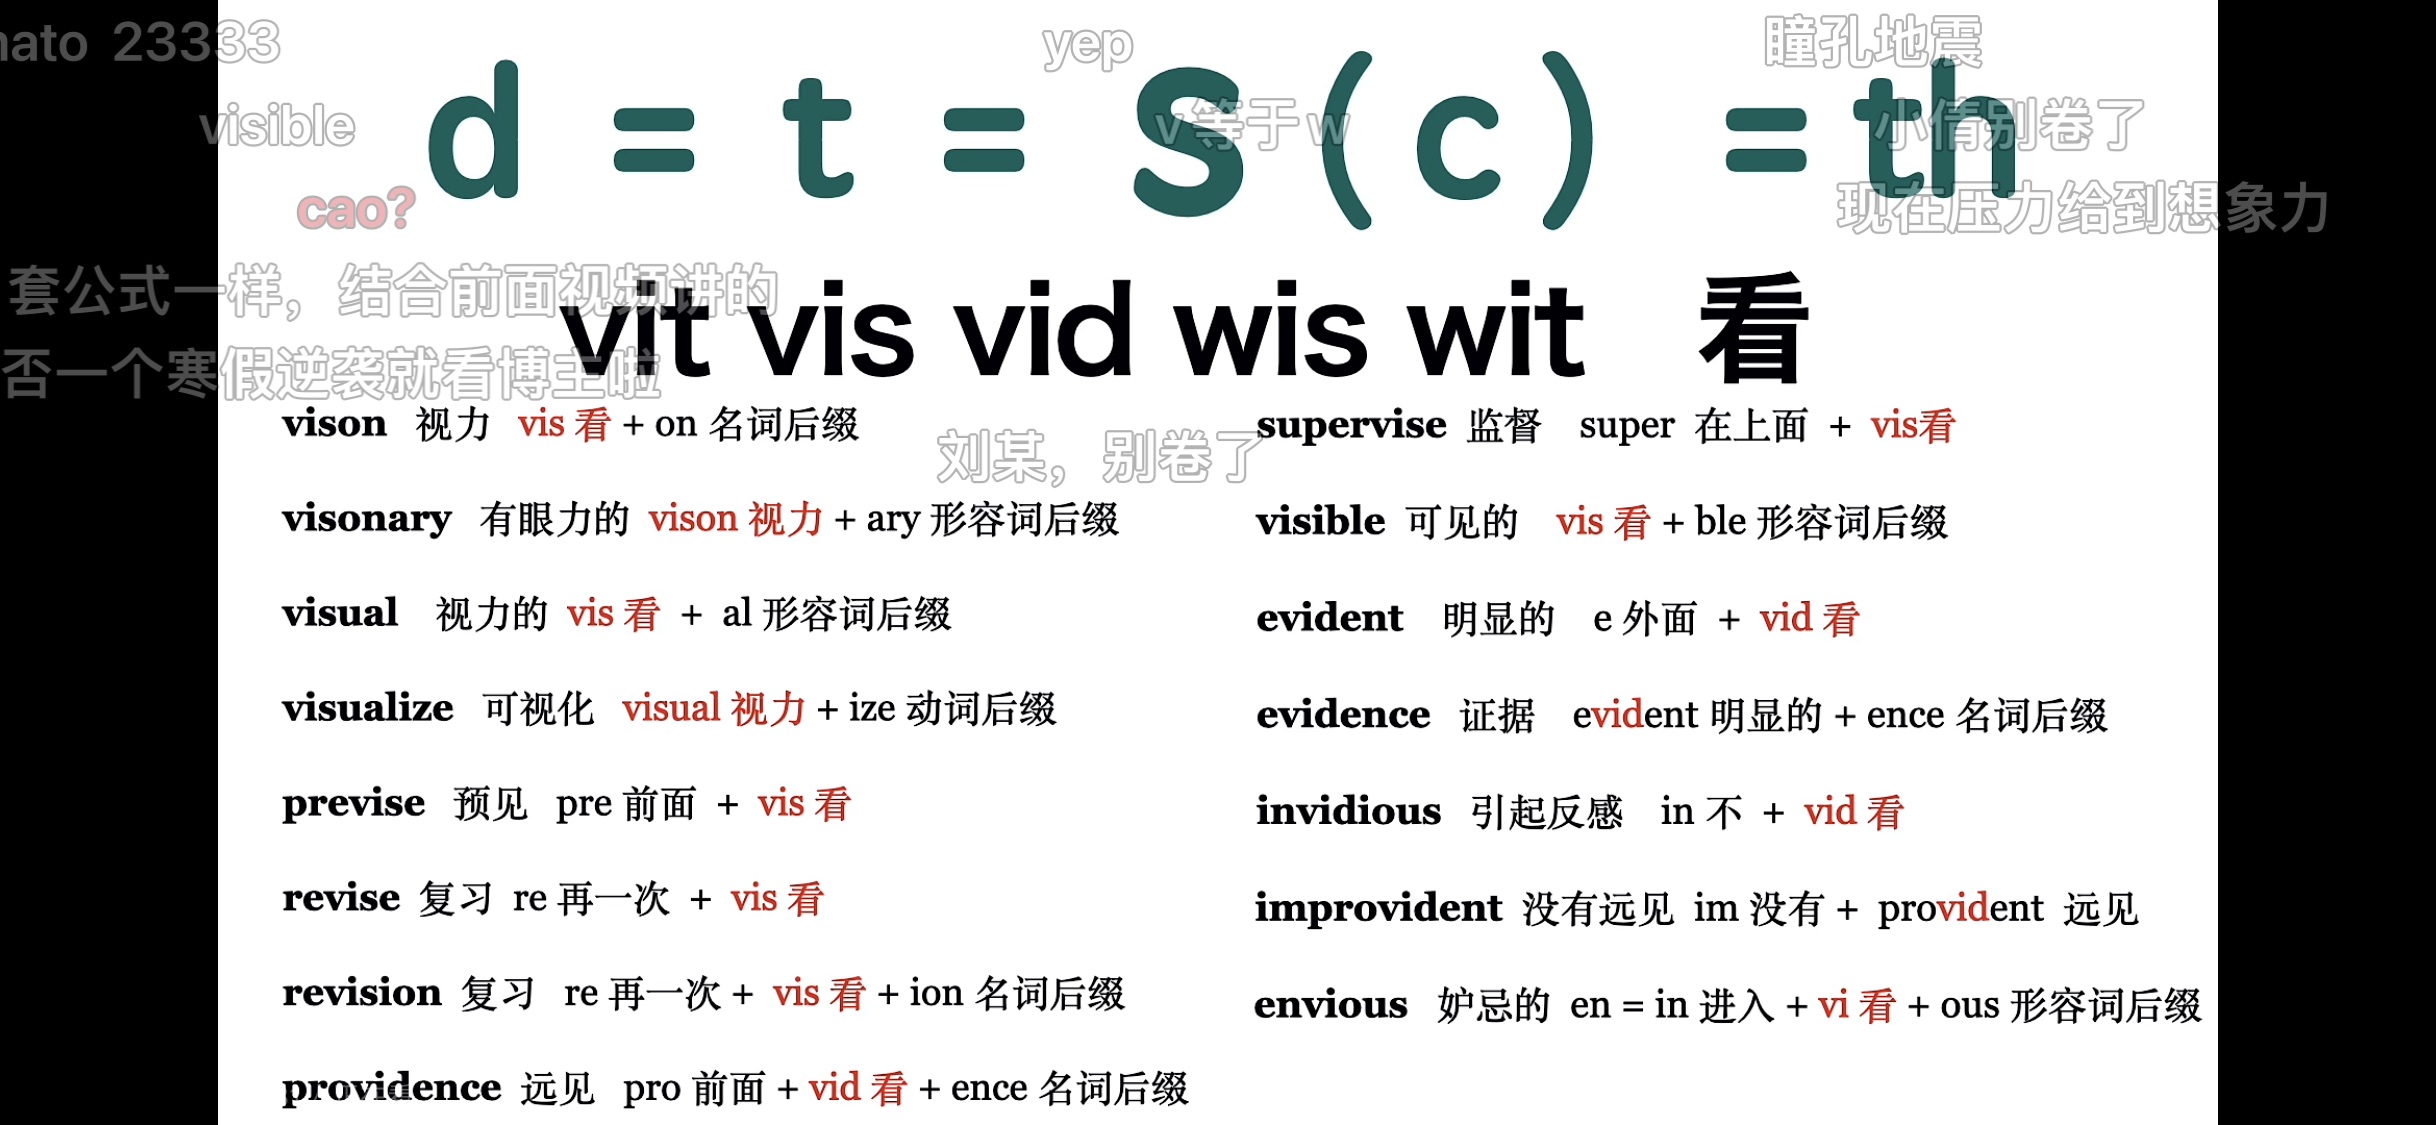 nato 23333
yep
瞳孔地震
d = t = S(c) = th
visible
v等于w
小倩别卷了
cao?
现在压力给到想象力
套公式一样，结合前面视频讲的
vit vis vid wis wit 看
否一个寒假逆袭就看博主啦
刘某，别卷了
vison 视力 vis 看 + on 名词后缀
visonary 有眼力的 vison 视力 + ary 形容词后缀
visual 视力的 vis 看 + al 形容词后缀
visualize 可视化 visual 视力 + ize 动词后缀
previse 预见 pre 前面 + vis 看
revise 复习 re 再一次 + vis 看
revision 复习 re 再一次 + vis 看 + ion 名词后缀
providence 远见 pro 前面 + vid 看 + ence 名词后缀
supervise 监督 super 在上面 + vis看
visible 可见的 vis 看 + ble 形容词后缀
evident 明显的 e 外面 + vid 看
evidence 证据 evident 明显的 + ence 名词后缀
invidious 引起反感 in 不 + vid 看
improvident 没有远见 im 没有 + provident 远见
envious 妒忌的 en = in 进入 + vi 看 + ous 形容词后缀